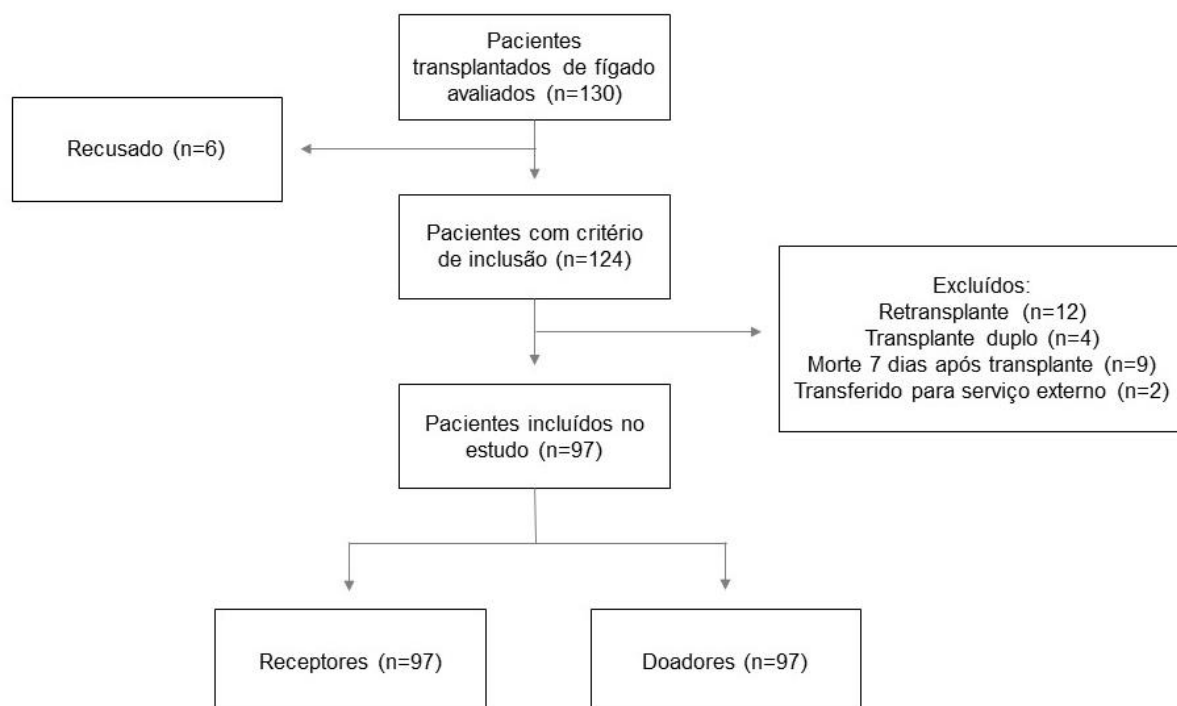 Pacientes
transplantados de fígado
avaliados (n=130)
Recusado (n=6)
Pacientes com critério
de inclusão (n=124)
Excluídos:
Retransplante (n=12)
Transplante duplo (n=4)
Morte 7 dias após transplante (n=9)
Transferido para serviço externo (n=2)
Pacientes incluídos no
estudo (n=97)
Receptores (n=97)
Doadores (n=97)